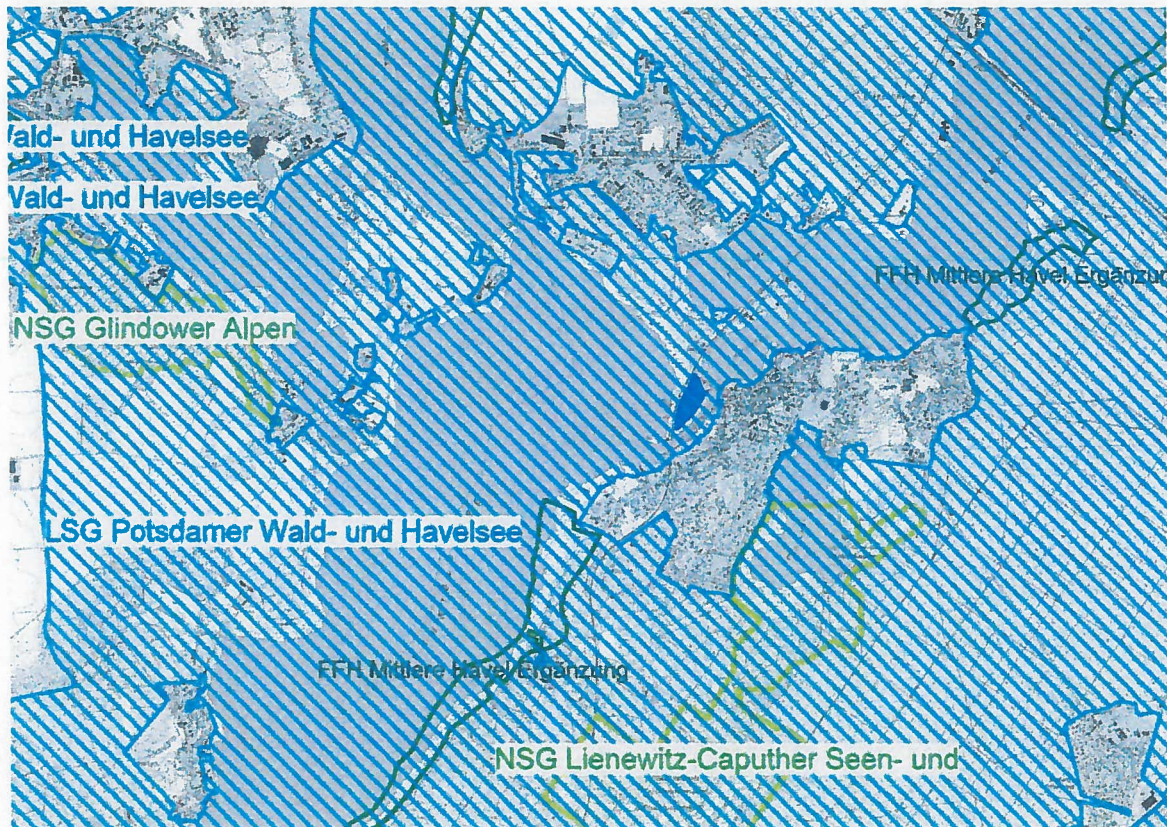 Wald- und Havelsee
Wald- und Havelsee
FFH Mittlere Havel Ergänzung
NSG Glindower Alpen
LSG Potsdamer Wald- und Havelsee
FFH Mittlere Havel Ergänzung
NSG Lienewitz-Caputher Seen- und